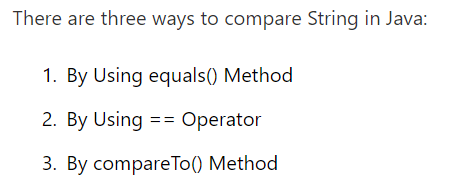 There are three ways to compare String in Java:
1. By Using equals() Method
2. By Using == Operator
3. By compareTo() Method